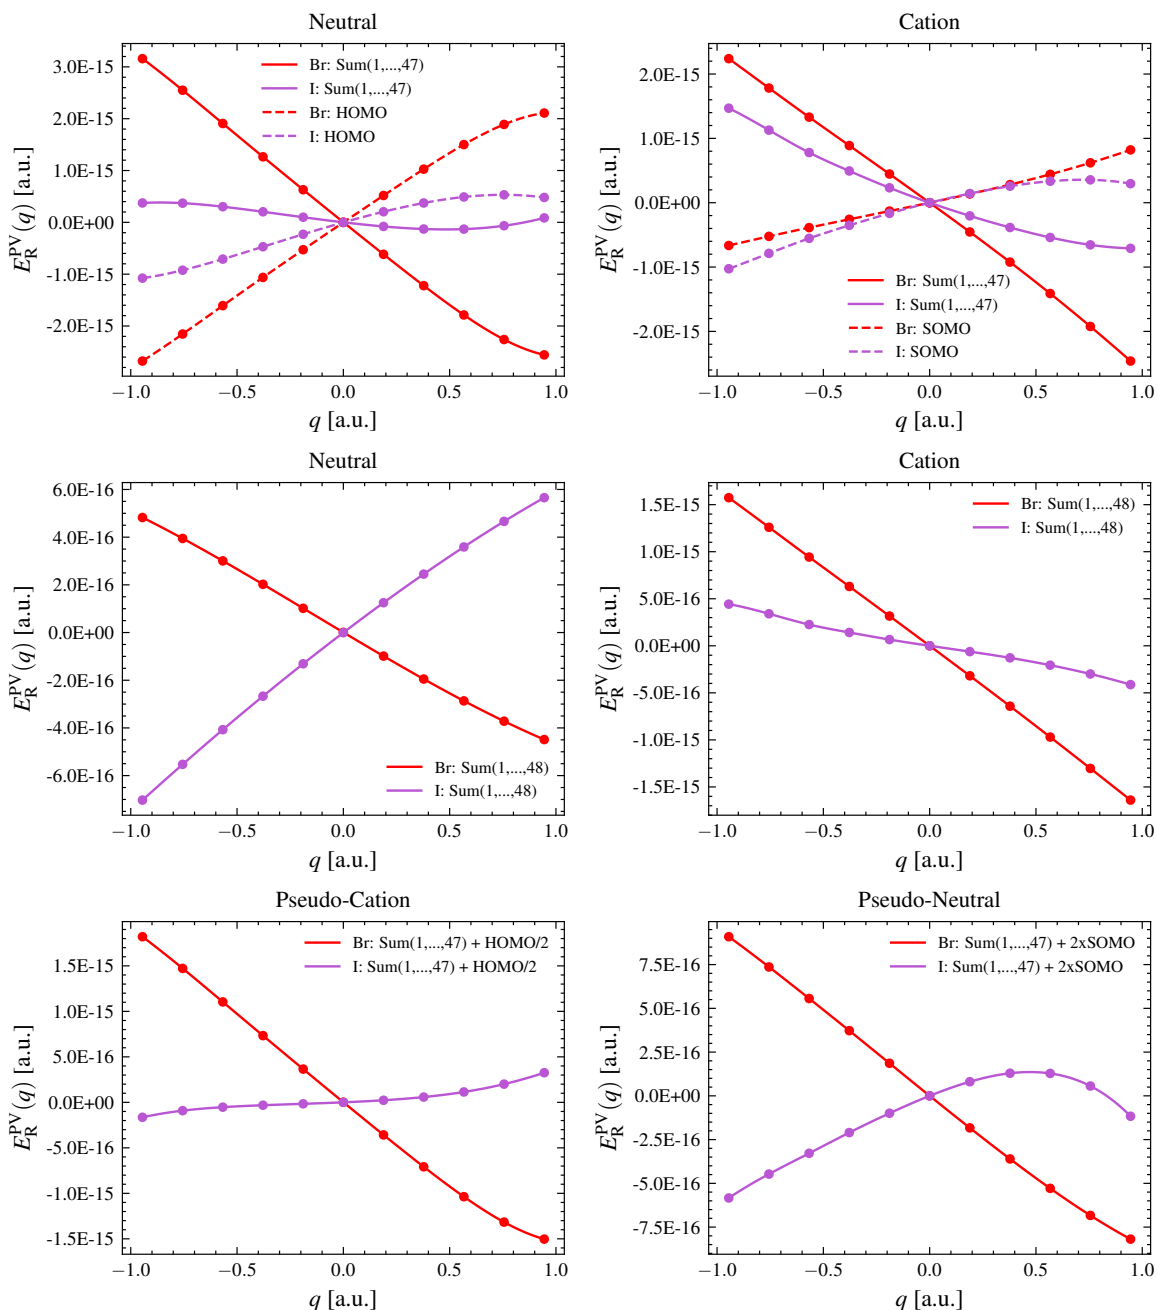 Neutral
3.0E-15
2.0E-15
1.0E-15
0.0E+00
-1.0E-15
-2.0E-15
Br: Sum(1,...,47)
I: Sum(1,...,47)
Br: HOMO
I: HOMO
−1.0 −0.5 0.0 0.5 1.0
q [a.u.]
E_R^PV(q) [a.u.]
Cation
2.0E-15
1.0E-15
0.0E+00
-1.0E-15
-2.0E-15
Br: Sum(1,...,47)
I: Sum(1,...,47)
Br: SOMO
I: SOMO
−1.0 −0.5 0.0 0.5 1.0
q [a.u.]
E_R^PV(q) [a.u.]
Neutral
6.0E-16
4.0E-16
2.0E-16
0.0E+00
-2.0E-16
-4.0E-16
-6.0E-16
Br: Sum(1,...,48)
I: Sum(1,...,48)
−1.0 −0.5 0.0 0.5 1.0
q [a.u.]
E_R^PV(q) [a.u.]
Cation
1.5E-15
1.0E-15
5.0E-16
0.0E+00
-5.0E-16
-1.0E-15
-1.5E-15
Br: Sum(1,...,48)
I: Sum(1,...,48)
−1.0 −0.5 0.0 0.5 1.0
q [a.u.]
E_R^PV(q) [a.u.]
Pseudo-Cation
1.5E-15
1.0E-15
5.0E-16
0.0E+00
-5.0E-16
-1.0E-15
-1.5E-15
Br: Sum(1,...,47) + HOMO/2
I: Sum(1,...,47) + HOMO/2
−1.0 −0.5 0.0 0.5 1.0
q [a.u.]
E_R^PV(q) [a.u.]
Pseudo-Neutral
7.5E-16
5.0E-16
2.5E-16
0.0E+00
-2.5E-16
-5.0E-16
-7.5E-16
Br: Sum(1,...,47) + 2xSOMO
I: Sum(1,...,47) + 2xSOMO
−1.0 −0.5 0.0 0.5 1.0
q [a.u.]
E_R^PV(q) [a.u.]